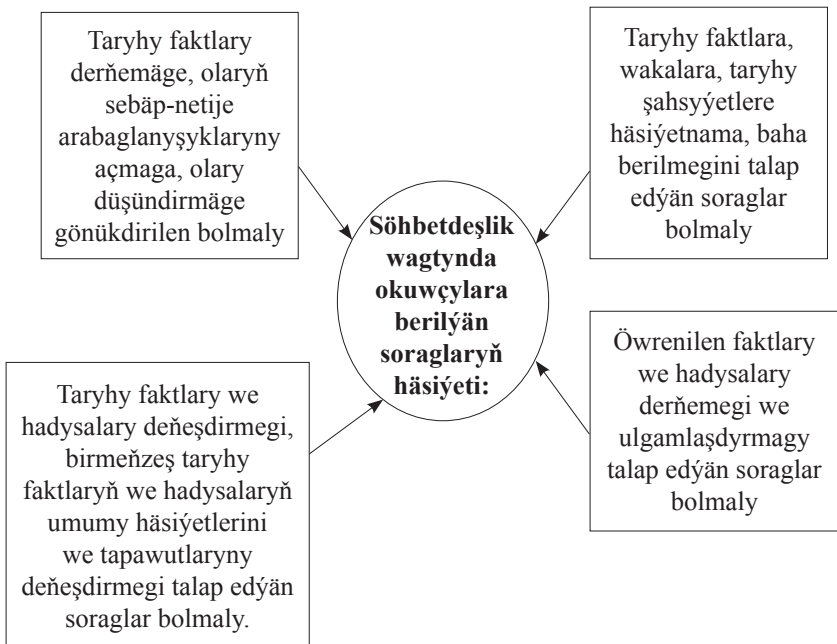 Taryhy faktlary
derňemäge, olaryň
sebäp-netije
arabaglanyşyklaryny
açmaga, olary
düşündirmäge
gönükdirilen bolmaly
Taryhy faktlara,
wakalara, taryhy
şahsyýetlere
häsiýetnama, baha
berilmegini talap
edýän soraglar
bolmaly
Söhbetdeşlik
wagtynda
okuwçylara
berilýän
soraglaryň
häsiýeti:
Taryhy faktlary we
hadysalary deňeşdirmegi,
birmeňzeş taryhy
faktlaryň we hadysalaryň
umumy häsiýetlerini
we tapawutlaryny
deňeşdirmegi talap edýän
soraglar bolmaly.
Öwrenilen faktlary
we hadysalary
derňemegi we
ulgamlaşdyrmagy
talap edýän soraglar
bolmaly